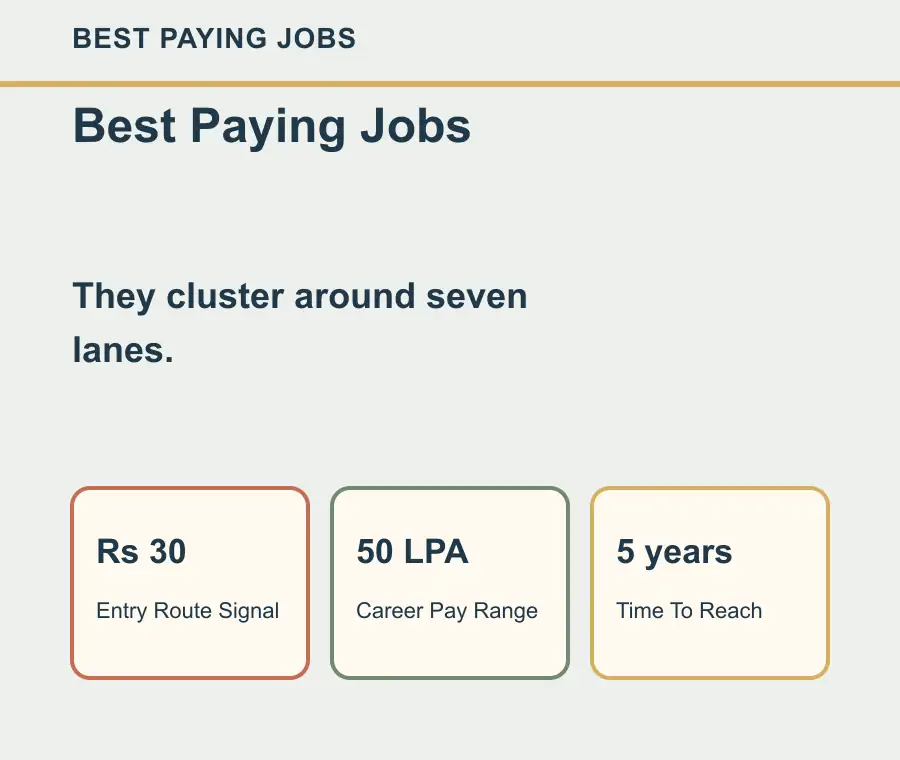 BEST PAYING JOBS
Best Paying Jobs
They cluster around seven
lanes.
Rs 30
Entry Route Signal
50 LPA
Career Pay Range
5 years
Time To Reach